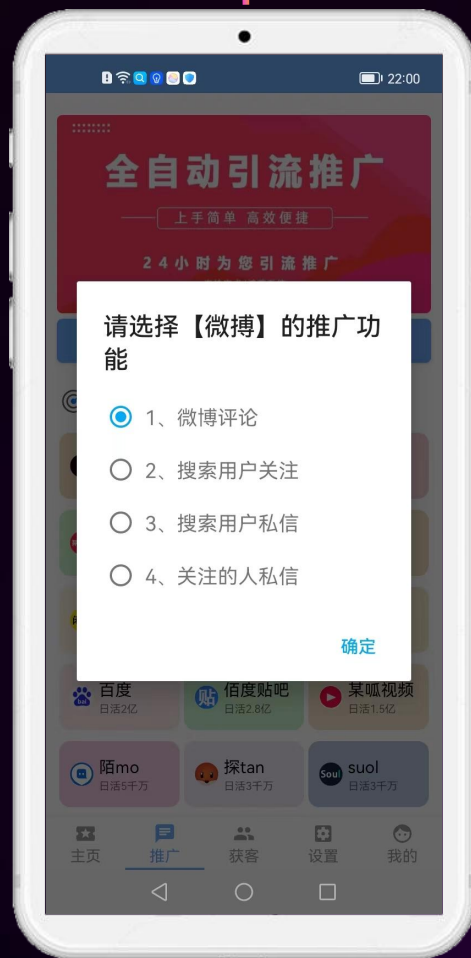 22:00
全自动引流推广
上手简单 高效便捷
24小时为您引流推广
请选择【微搏】的推广功
能
1、微博评论
2、搜索用户关注
3、搜索用户私信
4、关注的人私信
确定
百度
日活2亿
贴
佰度贴吧
日活2.8亿
某呱视频
日活1.5亿
陌mo
日活5千万
探tan
日活3千万
Soul
suol
日活3千万
主页
推广
获客
设置
我的